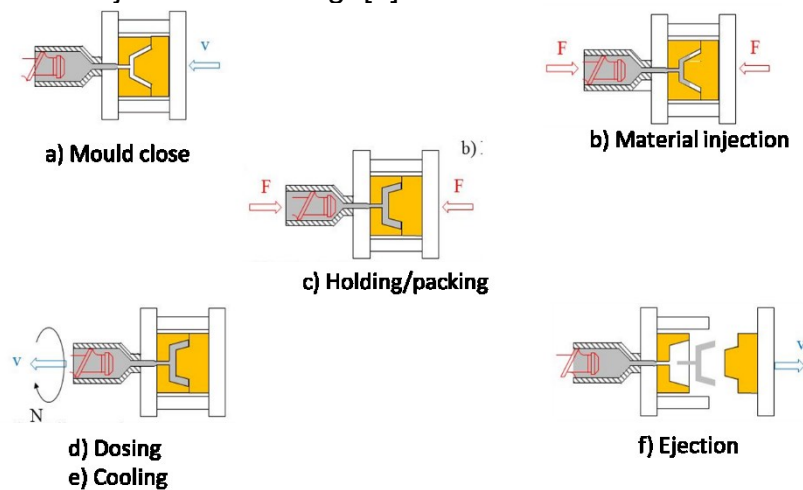 v
a) Mould close
F
F
b) Material injection
b)
F
F
c) Holding/packing
v
N
d) Dosing
e) Cooling
v
f) Ejection